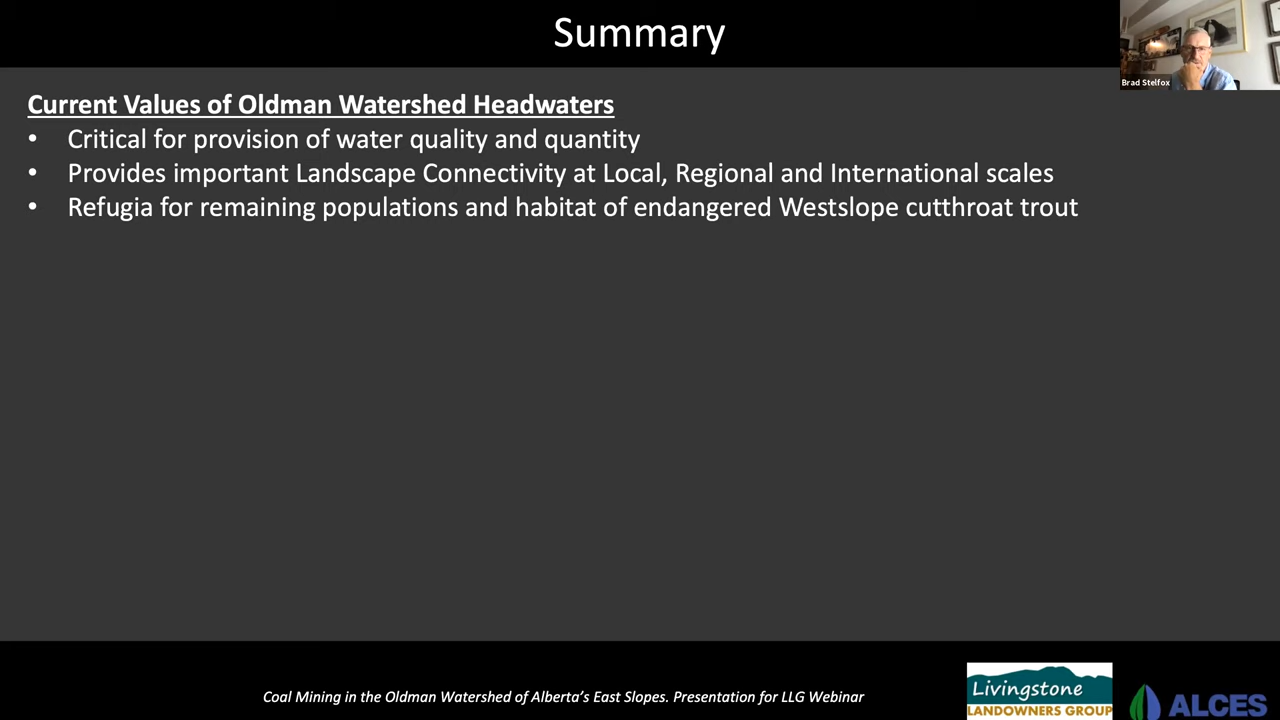 Summary
Brad Stelfox
Current Values of Oldman Watershed Headwaters
• Critical for provision of water quality and quantity
• Provides important Landscape Connectivity at Local, Regional and International scales
• Refugia for remaining populations and habitat of endangered Westslope cutthroat trout
Coal Mining in the Oldman Watershed of Alberta's East Slopes. Presentation for LLG Webinar
Livingstone
LANDOWNERS GROUP
ALCES